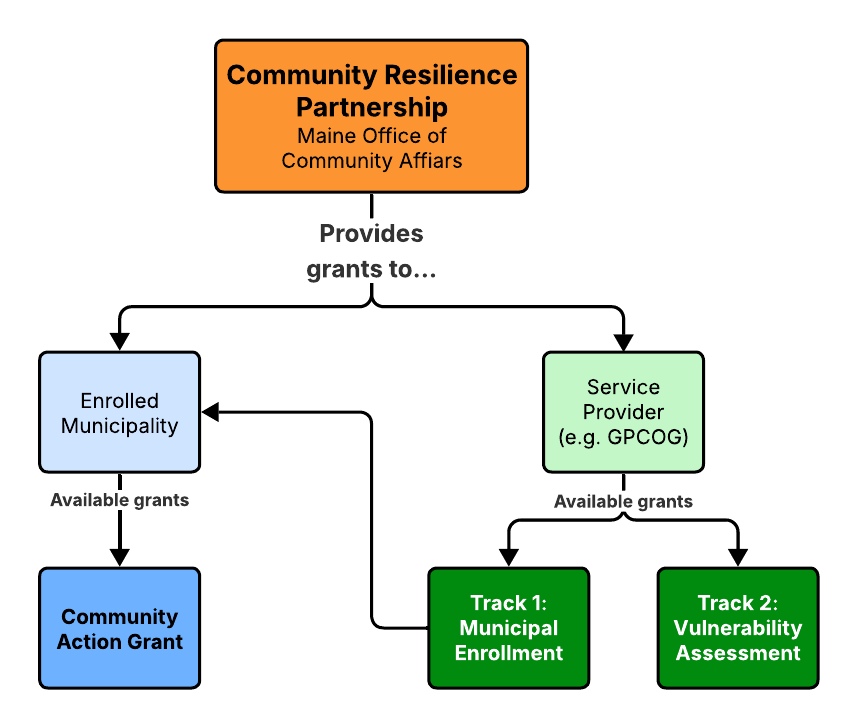 Community Resilience
Partnership
Maine Office of
Community Affiars
Provides
grants to...
Enrolled
Municipality
Service
Provider
(e.g. GPCOG)
Available grants
Available grants
Community
Action Grant
Track 1:
Municipal
Enrollment
Track 2:
Vulnerability
Assessment